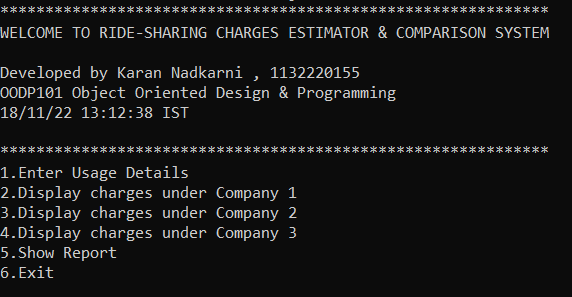 *************************************************************
WELCOME TO RIDE-SHARING CHARGES ESTIMATOR & COMPARISON SYSTEM
Developed by Karan Nadkarni , 1132220155
OODP101 Object Oriented Design & Programming
18/11/22 13:12:38 IST
*************************************************************
1.Enter Usage Details
2.Display charges under Company 1
3.Display charges under Company 2
4.Display charges under Company 3
5.Show Report
6.Exit